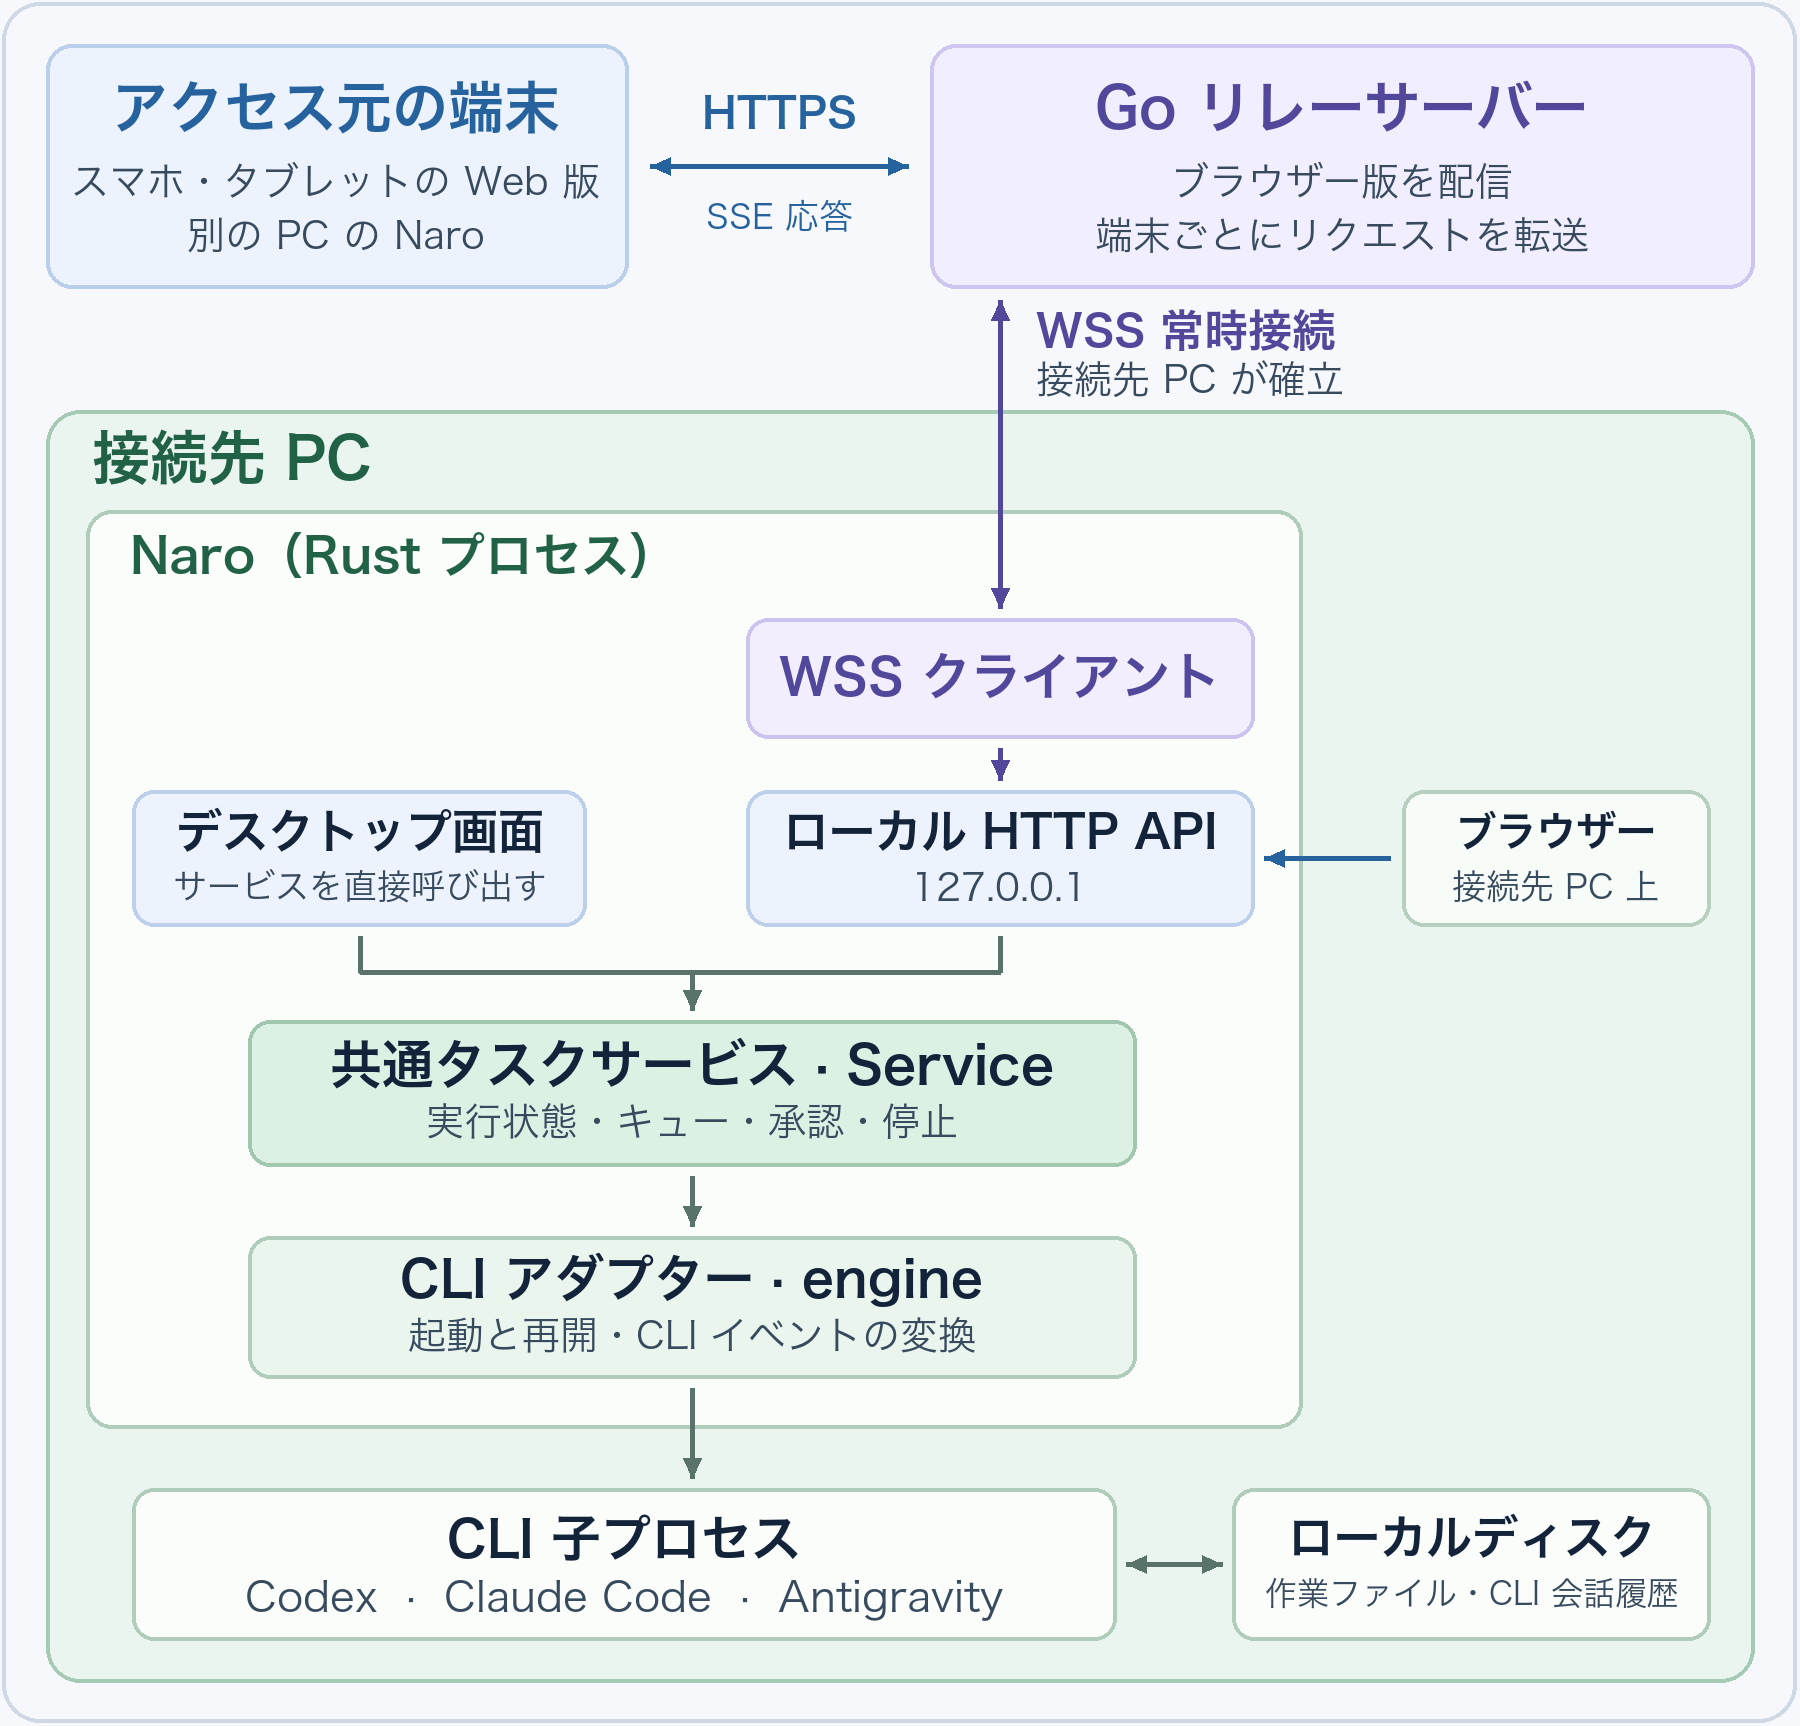 アクセス元の端末
スマホ・タブレットの Web 版
別の PC の Naro
HTTPS
SSE 応答
Go リレーサーバー
ブラウザー版を配信
端末ごとにリクエストを転送
WSS 常時接続
接続先 PC が確立
接続先 PC
Naro（Rust プロセス）
WSS クライアント
デスクトップ画面
サービスを直接呼び出す
ローカル HTTP API
127.0.0.1
ブラウザー
接続先 PC 上
共通タスクサービス · Service
実行状態・キュー・承認・停止
CLI アダプター · engine
起動と再開・CLI イベントの変換
CLI 子プロセス
Codex · Claude Code · Antigravity
ローカルディスク
作業ファイル・CLI 会話履歴